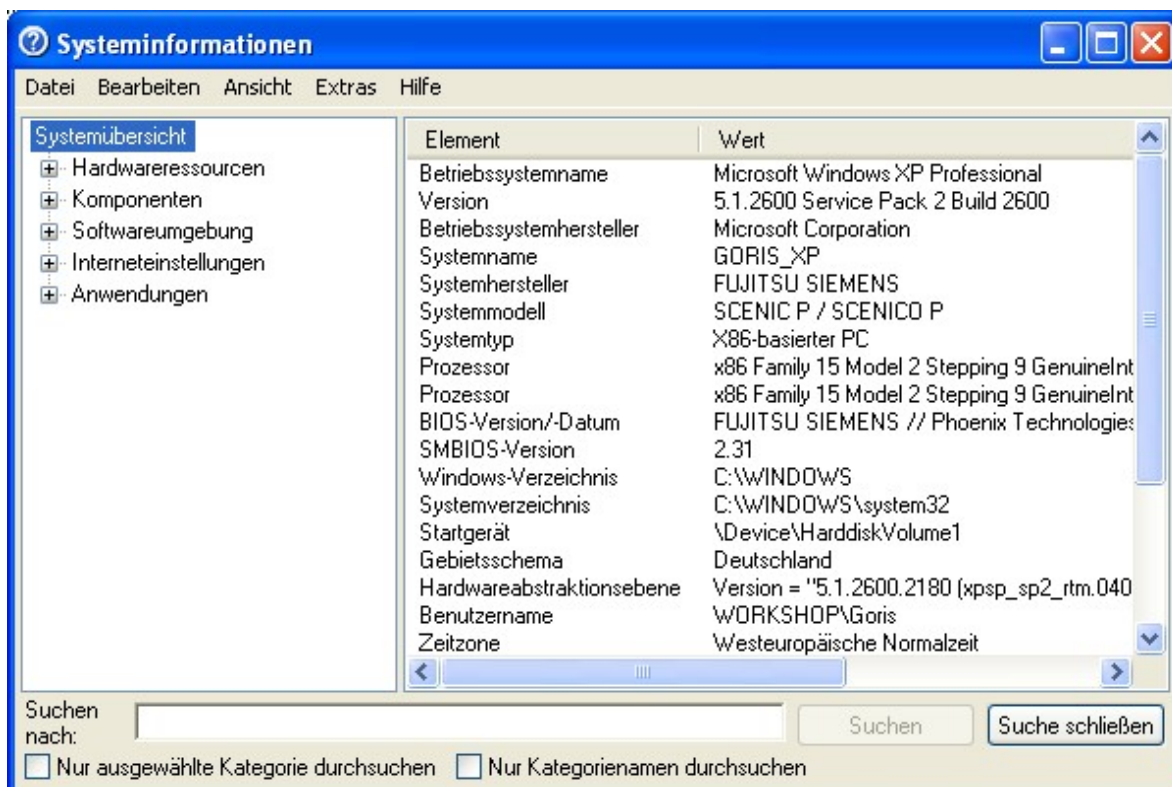 Systeminformationen
Datei Bearbeiten Ansicht Extras Hilfe
Systemübersicht
Hardwareressourcen
Komponenten
Softwareumgebung
Interneteinstellungen
Anwendungen
Element Wert
Betriebssystemname Microsoft Windows XP Professional
Version 5.1.2600 Service Pack 2 Build 2600
Betriebssystemhersteller Microsoft Corporation
Systemname GORIS_XP
Systemhersteller FUJITSU SIEMENS
Systemmodell SCENIC P / SCENICO P
Systemtyp X86-basierter PC
Prozessor x86 Family 15 Model 2 Stepping 9 GenuineInt
Prozessor x86 Family 15 Model 2 Stepping 9 GenuineInt
BIOS-Version/-Datum FUJITSU SIEMENS // Phoenix Technologies
SMBIOS-Version 2.31
Windows-Verzeichnis C:\WINDOWS
Systemverzeichnis C:\WINDOWS\system32
Startgerät \Device\HarddiskVolume1
Gebietsschema Deutschland
Hardwareabstraktionsebene Version = "5.1.2600.2180 (xpsp_sp2_rtm.040
Benutzername WORKSHOP\Goris
Zeitzone Westeuropäische Normalzeit
Suchen nach: Suchen Suche schließen
Nur ausgewählte Kategorie durchsuchen Nur Kategorienamen durchsuchen